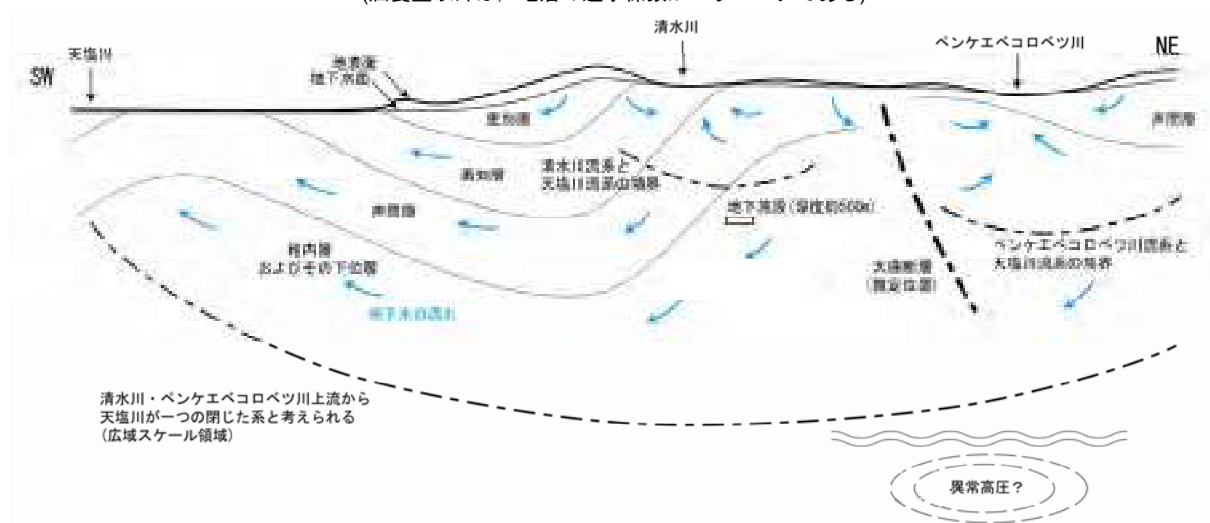 清水川
ペンケエベコロベツ川
NE
天塩川
SW
地表面
地下水面
声問層
清水川流系と
天塩川流系の境界
地下施設(深度約500m)
声問層
稚内層
およびその下位層
地下水の流れ
大曲断層
(推定位置)
ペンケエベコロベツ川流系と
天塩川流系の境界
清水川・ペンケエベコロベツ川上流から
天塩川が一つの閉じた系と考えられる
(広域スケール領域)
異常高圧?